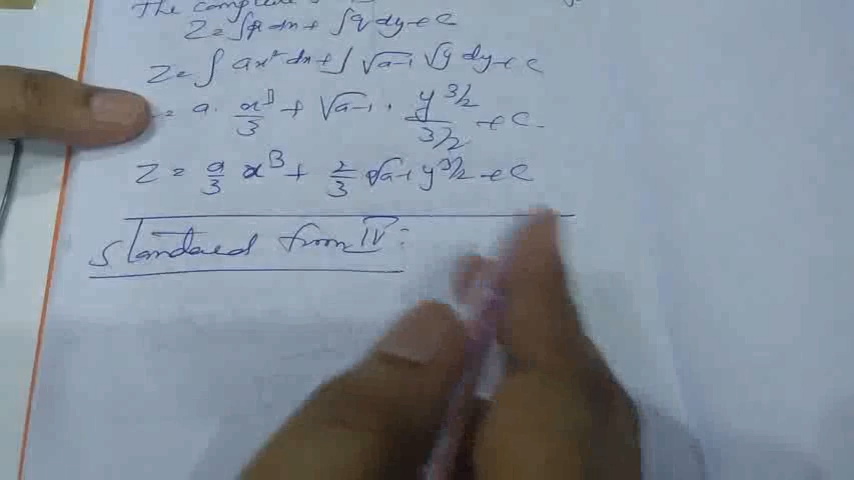 The complete
Z = ∫p dx + ∫q dy + c
Z = ∫ ax² dx + ∫ √a-1 √y dy + c
= a · x³/3 + √a-1 · y^3/2 / 3/2 + c.
Z = a/3 x³ + 2/3 √a-1 y^3/2 + c
Standared from IV: